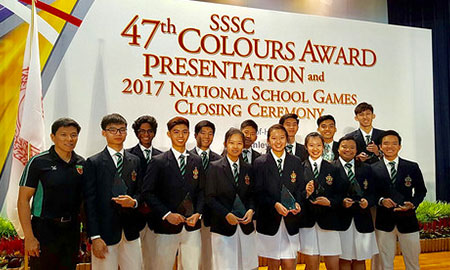 SSSC
47th COLOURS AWARD
PRESENTATION and
2017 NATIONAL SCHOOL GAMES
CLOSING CEREMONY